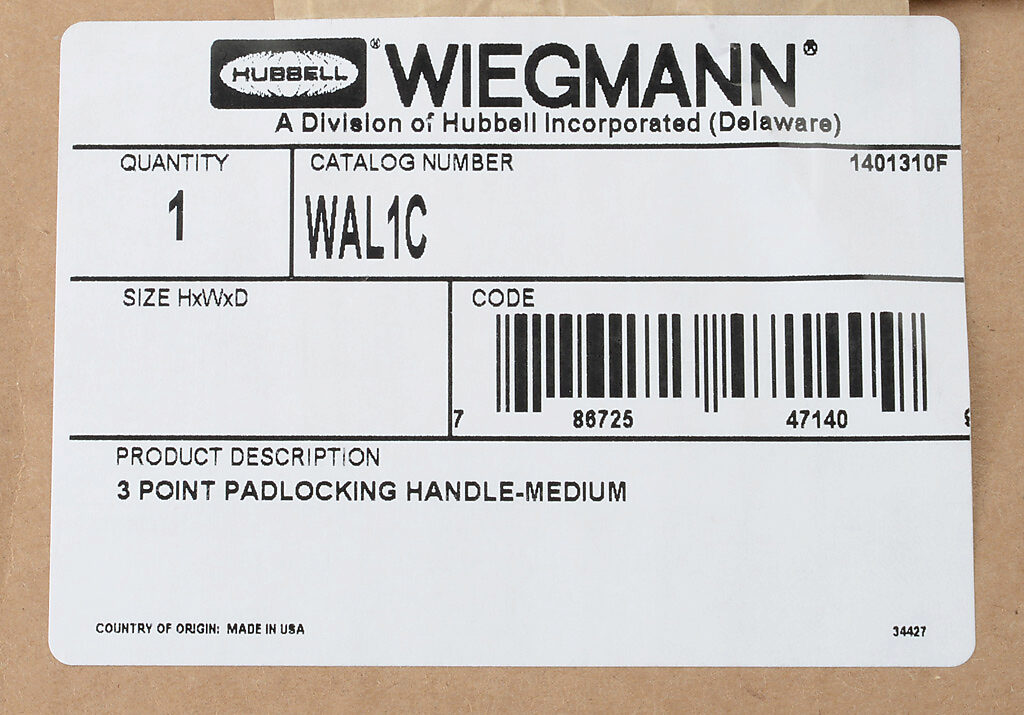 HUBBELL® WIEGMANN®
A Division of Hubbell Incorporated (Delaware)
QUANTITY CATALOG NUMBER 1401310F
1 WAL1C
SIZE HxWxD CODE
7 86725 47140
PRODUCT DESCRIPTION
3 POINT PADLOCKING HANDLE-MEDIUM
COUNTRY OF ORIGIN: MADE IN USA 34427